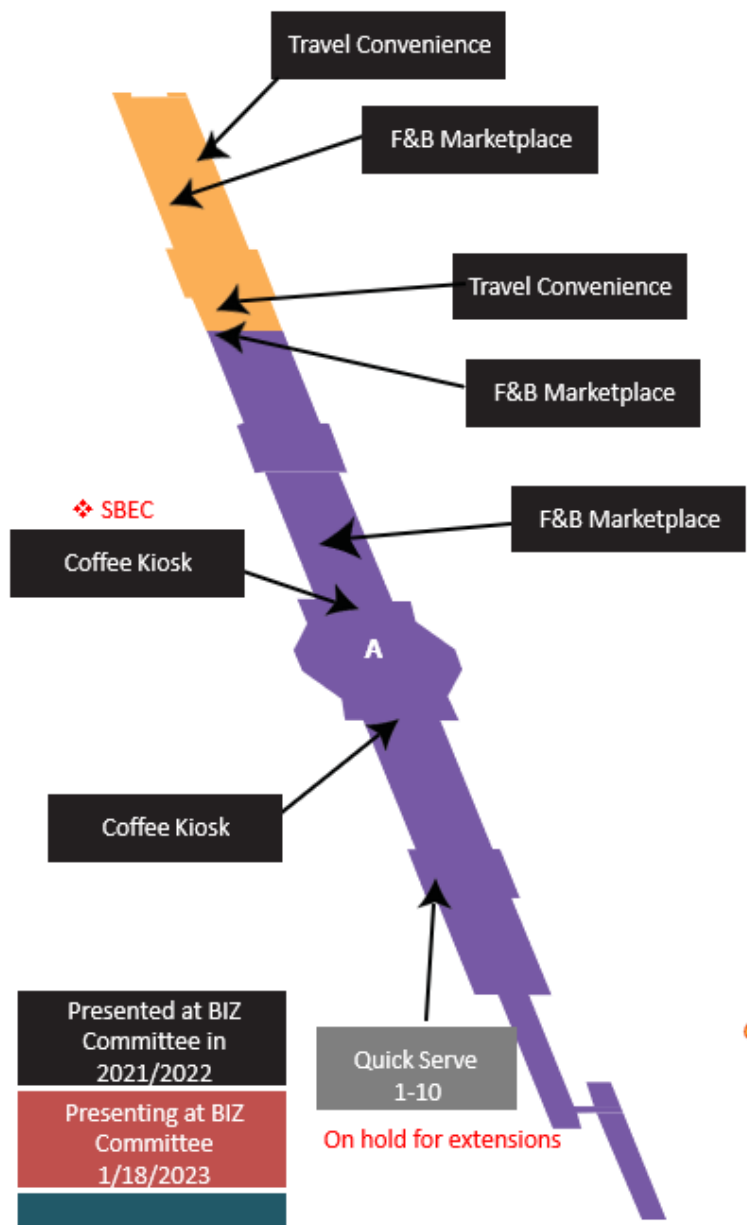 Travel Convenience
F&B Marketplace
Travel Convenience
F&B Marketplace
❖ SBEC
F&B Marketplace
Coffee Kiosk
A
Coffee Kiosk
Presented at BIZ
Committee in
2021/2022
Quick Serve
1-10
Presenting at BIZ
Committee
1/18/2023
On hold for extensions